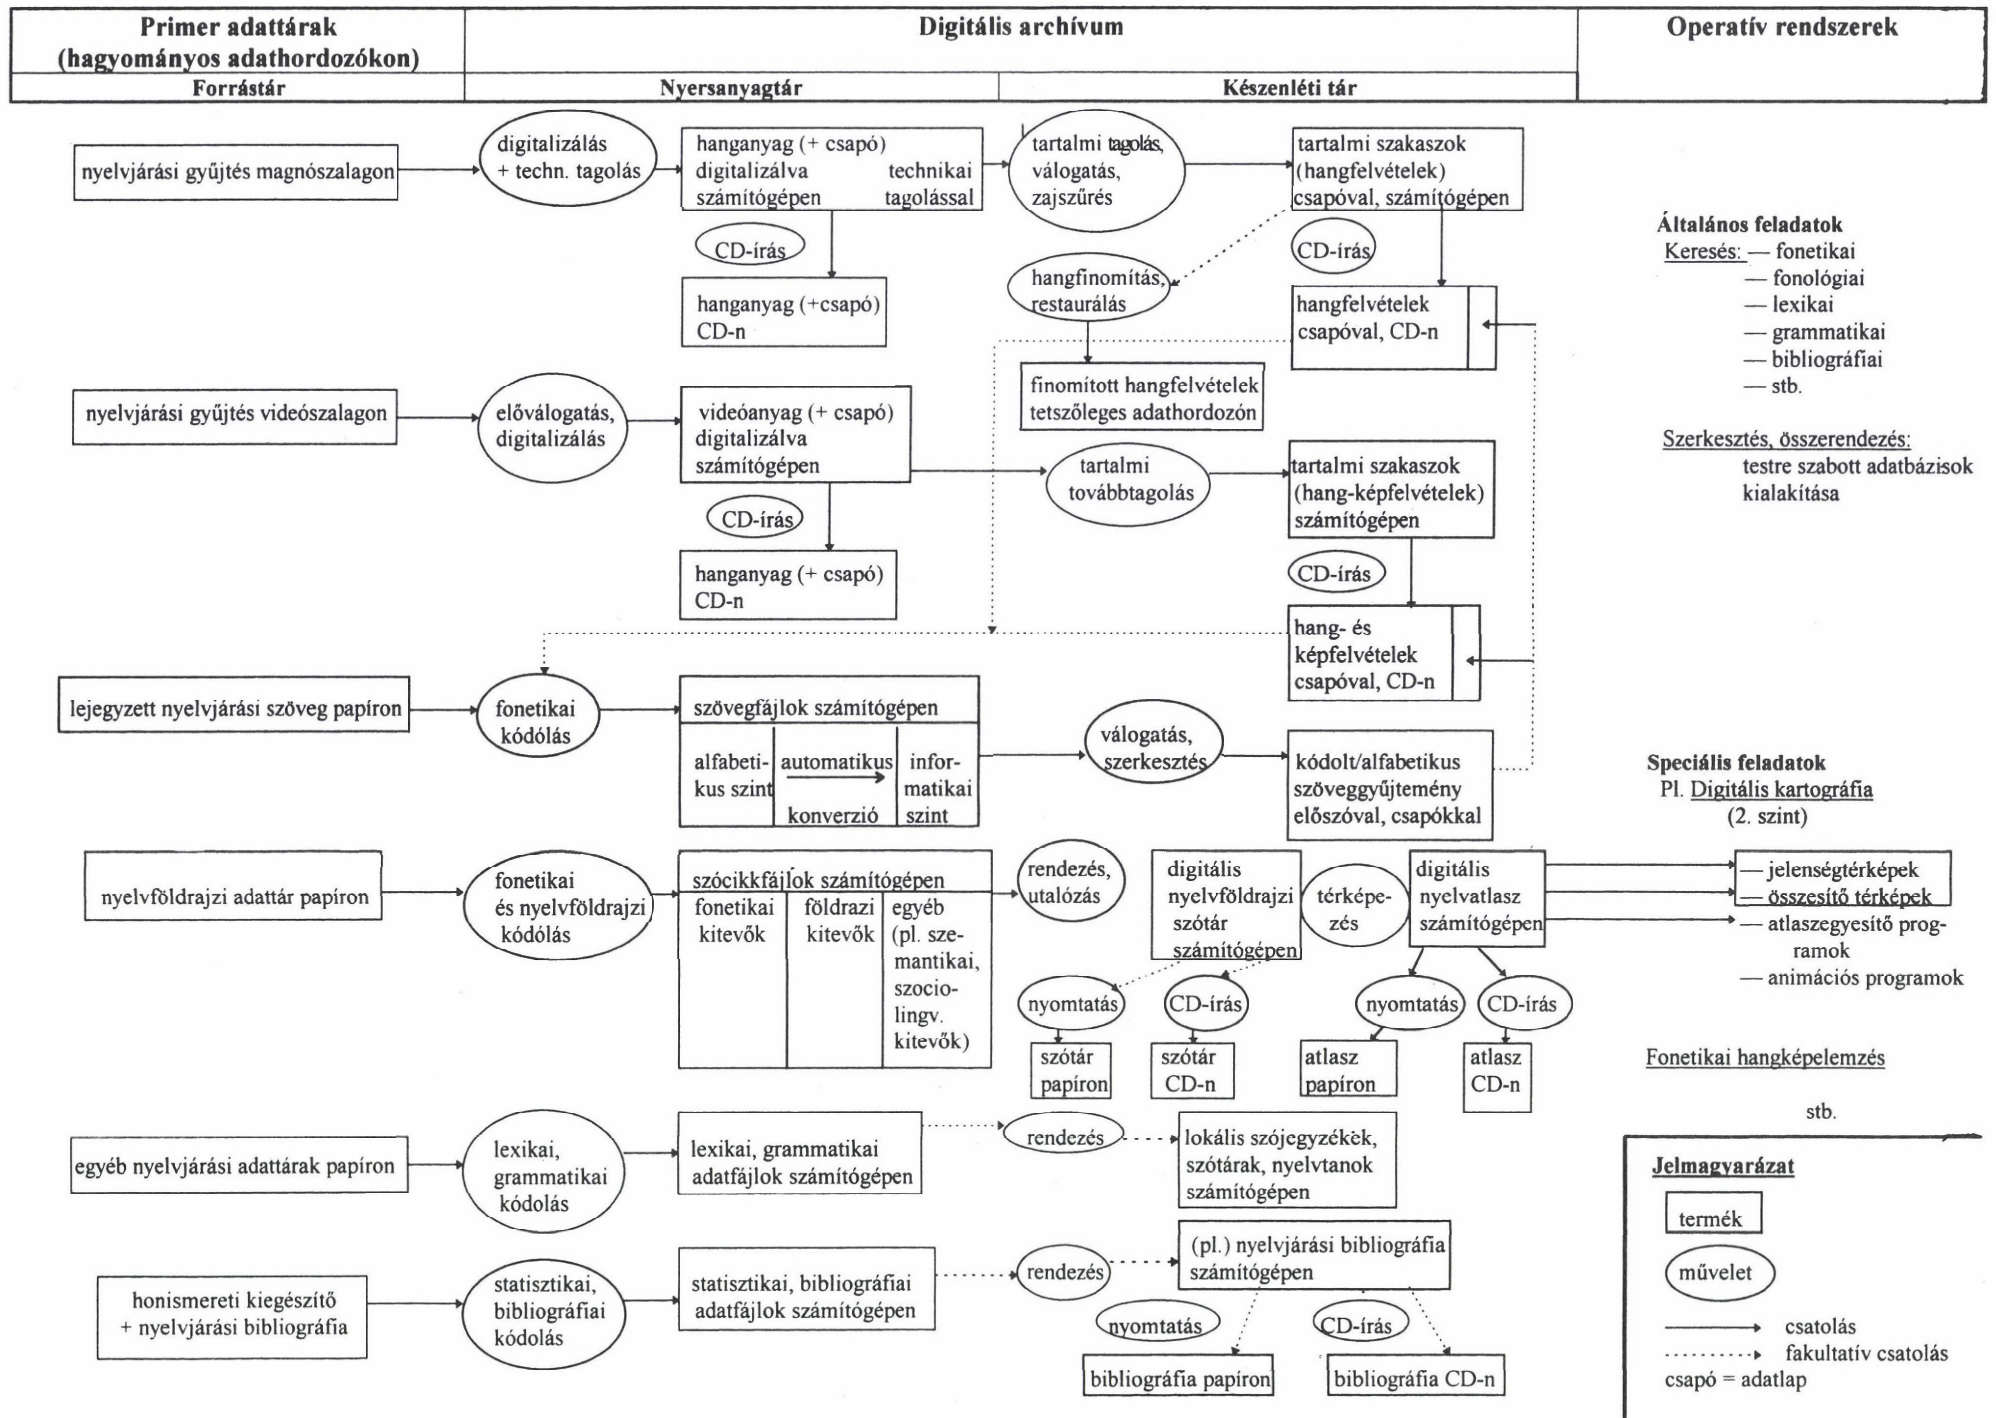 Primer adattárak
(hagyományos adathordozókon)
Digitális archívum
Operatív rendszerek
Forrástár
Nyersanyagtár
Készenléti tár
nyelvjárási gyűjtés magnószalagon
digitalizálás
+ techn. tagolás
hanganyag (+ csapó)
digitalizálva technikai
számítógépen tagolással
tartalmi tagolás,
válogatás,
zajszűrés
tartalmi szakaszok
(hangfelvételek)
csapóval, számítógépen
CD-írás
hanganyag (+csapó)
CD-n
hangfinomítás,
restaurálás
CD-írás
hangfelvételek
csapóval, CD-n
finomított hangfelvételek
tetszőleges adathordozón
Általános feladatok
Keresés: — fonetikai
— fonológiai
— lexikai
— grammatikai
— bibliográfiai
— stb.
Szerkesztés, összerendezés:
testre szabott adatbázisok
kialakítása
nyelvjárási gyűjtés videószalagon
előválogatás,
digitalizálás
videóanyag (+ csapó)
digitalizálva
számítógépen
tartalmi
továbbtagolás
tartalmi szakaszok
(hang-képfelvételek)
számítógépen
CD-írás
hanganyag (+ csapó)
CD-n
CD-írás
hang- és
képfelvételek
csapóval, CD-n
lejegyzett nyelvjárási szöveg papíron
fonetikai
kódolás
szövegfájlok számítógépen
alfabeti-
kus szint
automatikus
konverzió
infor-
matikai
szint
válogatás,
szerkesztés
kódolt/alfabetikus
szöveggyűjtemény
előszóval, csapókkal
Speciális feladatok
Pl. Digitális kartográfia
(2. szint)
nyelvföldrajzi adattár papíron
fonetikai
és nyelvföldrajzi
kódolás
szócikkfájlok számítógépen
fonetikai
kitevők
földrazi
kitevők
egyéb
(pl. sze-
mantikai,
szocio-
lingv.
kitevők)
rendezés,
utalózás
digitális
nyelvföldrajzi
szótár
számítógépen
térképe-
zés
digitális
nyelvatlasz
számítógépen
— jelenségtérképek
— összesítő térképek
— atlaszegyesítő prog-
ramok
— animációs programok
nyomtatás
CD-írás
nyomtatás
CD-írás
szótár
papíron
szótár
CD-n
atlasz
papíron
atlasz
CD-n
Fonetikai hangképelemzés
stb.
egyéb nyelvjárási adattárak papíron
lexikai,
grammatikai
kódolás
lexikai, grammatikai
adatfájlok számítógépen
rendezés
lokális szójegyzékek,
szótárak, nyelvtanok
számítógépen
honismereti kiegészítő
+ nyelvjárási bibliográfia
statisztikai,
bibliográfiai
kódolás
statisztikai, bibliográfiai
adatfájlok számítógépen
rendezés
(pl.) nyelvjárási bibliográfia
számítógépen
nyomtatás
CD-írás
bibliográfia papíron
bibliográfia CD-n
Jelmagyarázat
termék
művelet
csatolás
fakultatív csatolás
csapó = adatlap